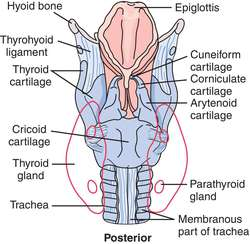 Hyoid bone
Thyrohyoid
ligament
Thyroid
cartilage
Cricoid
cartilage
Thyroid
gland
Trachea
Epiglottis
Cuneiform
cartilage
Corniculate
cartilage
Arytenoid
cartilage
Parathyroid
gland
Membranous
part of trachea
Posterior